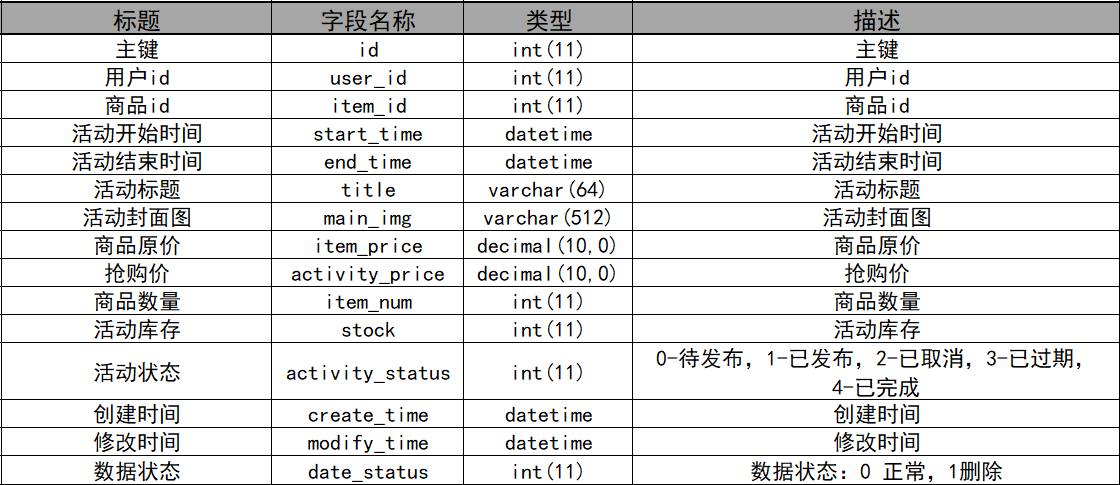 标题 字段名称 类型 描述
主键 id int(11) 主键
用户id user_id int(11) 用户id
商品id item_id int(11) 商品id
活动开始时间 start_time datetime 活动开始时间
活动结束时间 end_time datetime 活动结束时间
活动标题 title varchar(64) 活动标题
活动封面图 main_img varchar(512) 活动封面图
商品原价 item_price decimal(10,0) 商品原价
抢购价 activity_price decimal(10,0) 抢购价
商品数量 item_num int(11) 商品数量
活动库存 stock int(11) 活动库存
活动状态 activity_status int(11) 0-待发布，1-已发布，2-已取消，3-已过期，
4-已完成
创建时间 create_time datetime 创建时间
修改时间 modify_time datetime 修改时间
数据状态 date_status int(11) 数据状态：0 正常，1删除